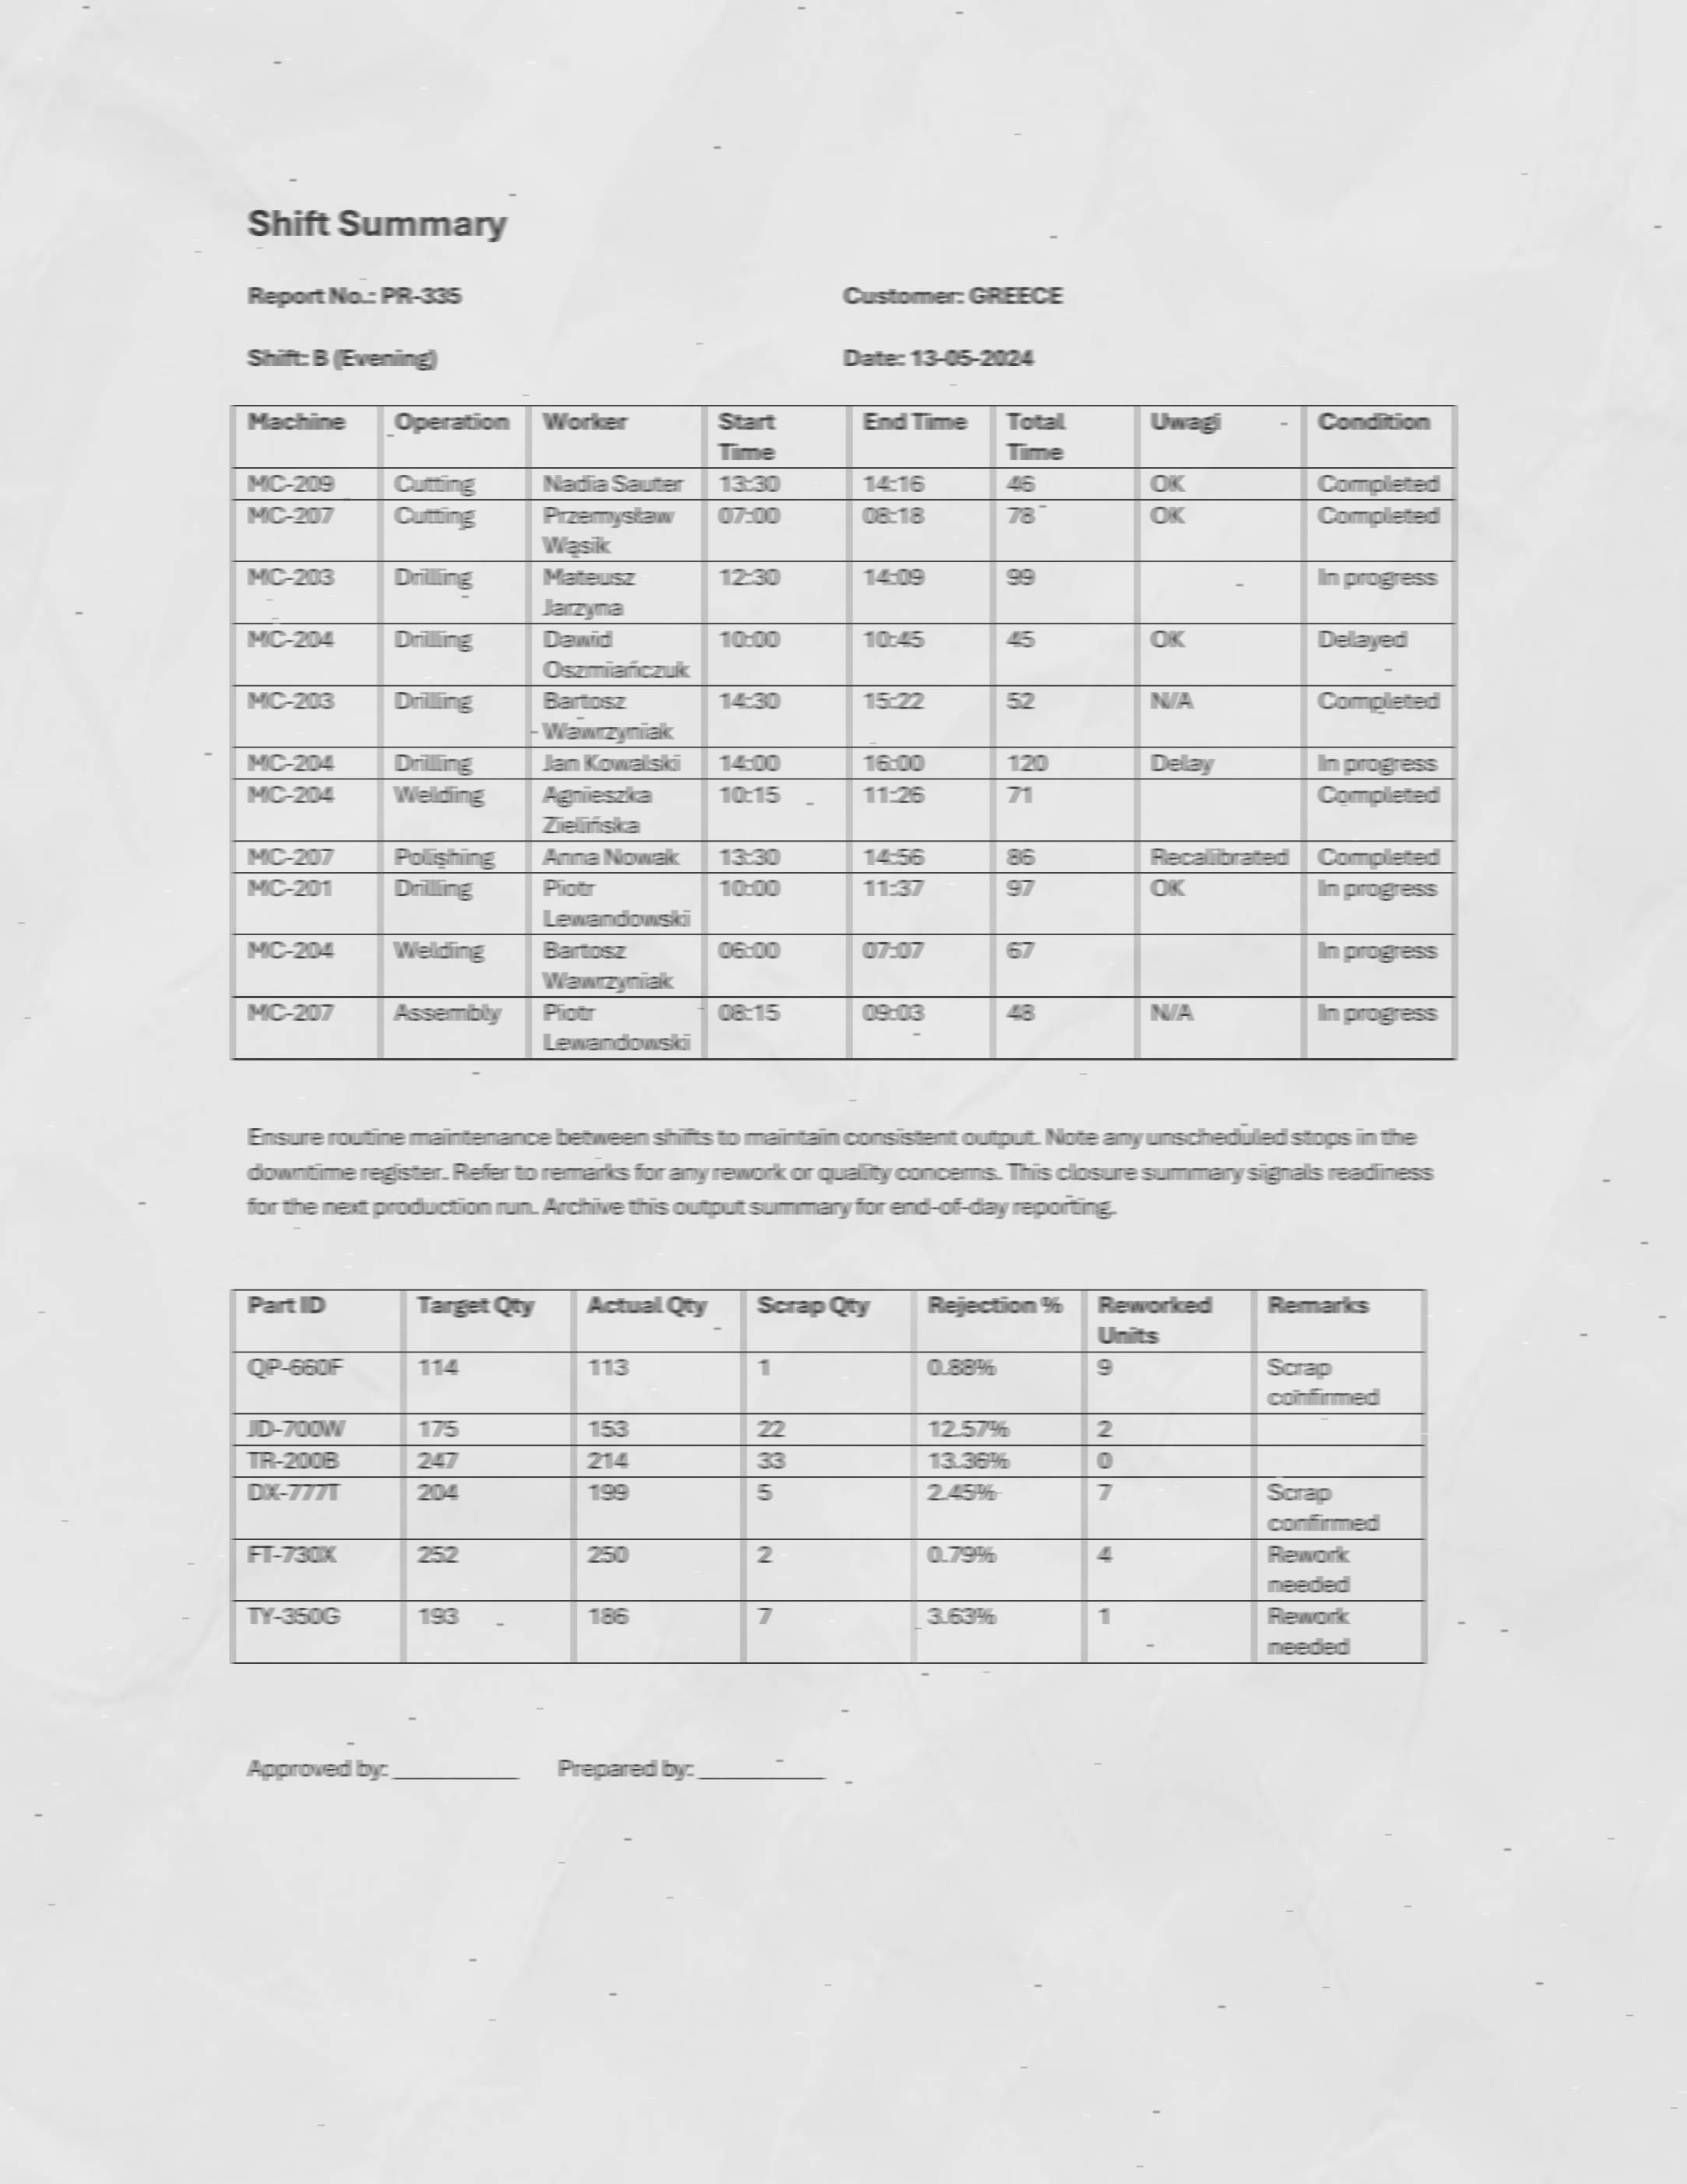 Shift Summary
Report No.: PR-335 Customer: GREECE
Shift: B (Evening) Date: 13-05-2024
Machine Operation Worker Start Time End Time Total Time Uwagi Condition
MC-209 Cutting Nadia Sauter 13:30 14:16 46 OK Completed
MC-207 Cutting Przemysław Wąsik 07:00 08:18 78 OK Completed
MC-203 Drilling Mateusz Jarzyna 12:30 14:09 99 In progress
MC-204 Drilling Dawid Oszmiańczuk 10:00 10:45 45 OK Delayed
MC-203 Drilling Bartosz Wawrzyniak 14:30 15:22 52 N/A Completed
MC-204 Drilling Jan Kowalski 14:00 16:00 120 Delay In progress
MC-204 Welding Agnieszka Zielińska 10:15 11:26 71 Completed
MC-207 Polishing Anna Nowak 13:30 14:56 86 Recalibrated Completed
MC-201 Drilling Piotr Lewandowski 10:00 11:37 97 OK In progress
MC-204 Welding Bartosz Wawrzyniak 06:00 07:07 67 In progress
MC-207 Assembly Piotr Lewandowski 08:15 09:03 48 N/A In progress
Ensure routine maintenance between shifts to maintain consistent output. Note any unscheduled stops in the
downtime register. Refer to remarks for any rework or quality concerns. This closure summary signals readiness
for the next production run. Archive this output summary for end-of-day reporting.
Part ID Target Qty Actual Qty Scrap Qty Rejection % Reworked Units Remarks
QP-660F 114 113 1 0.88% 9 Scrap confirmed
JD-700W 175 153 22 12.57% 2
TR-200B 247 214 33 13.36% 0
DX-777T 204 199 5 2.45% 7 Scrap confirmed
FT-730X 252 250 2 0.79% 4 Rework needed
TY-350G 193 186 7 3.63% 1 Rework needed
Approved by: __________ Prepared by: __________